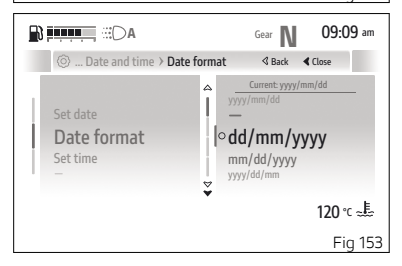 A Gear N 09:09 am
... Date and time > Date format Back Close
Set date
Date format
Set time
Current: yyyy/mm/dd
yyyy/mm/dd
dd/mm/yyyy
mm/dd/yyyy
yyyy/dd/mm
120 °C
Fig 153